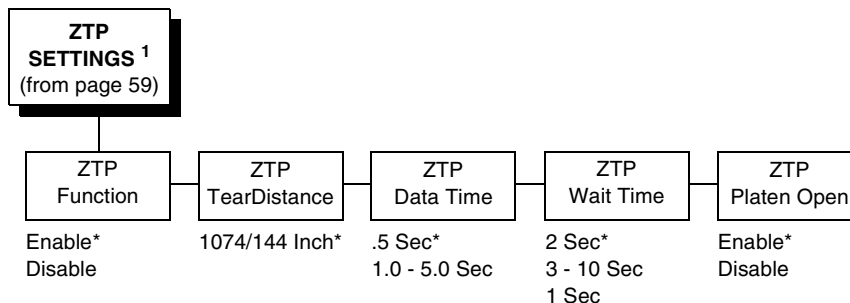 ZTP
SETTINGS 1
(from page 59)
ZTP
Function
ZTP
TearDistance
ZTP
Data Time
ZTP
Wait Time
ZTP
Platen Open
Enable*
Disable
1074/144 Inch*
.5 Sec*
1.0 - 5.0 Sec
2 Sec*
3 - 10 Sec
1 Sec
Enable*
Disable